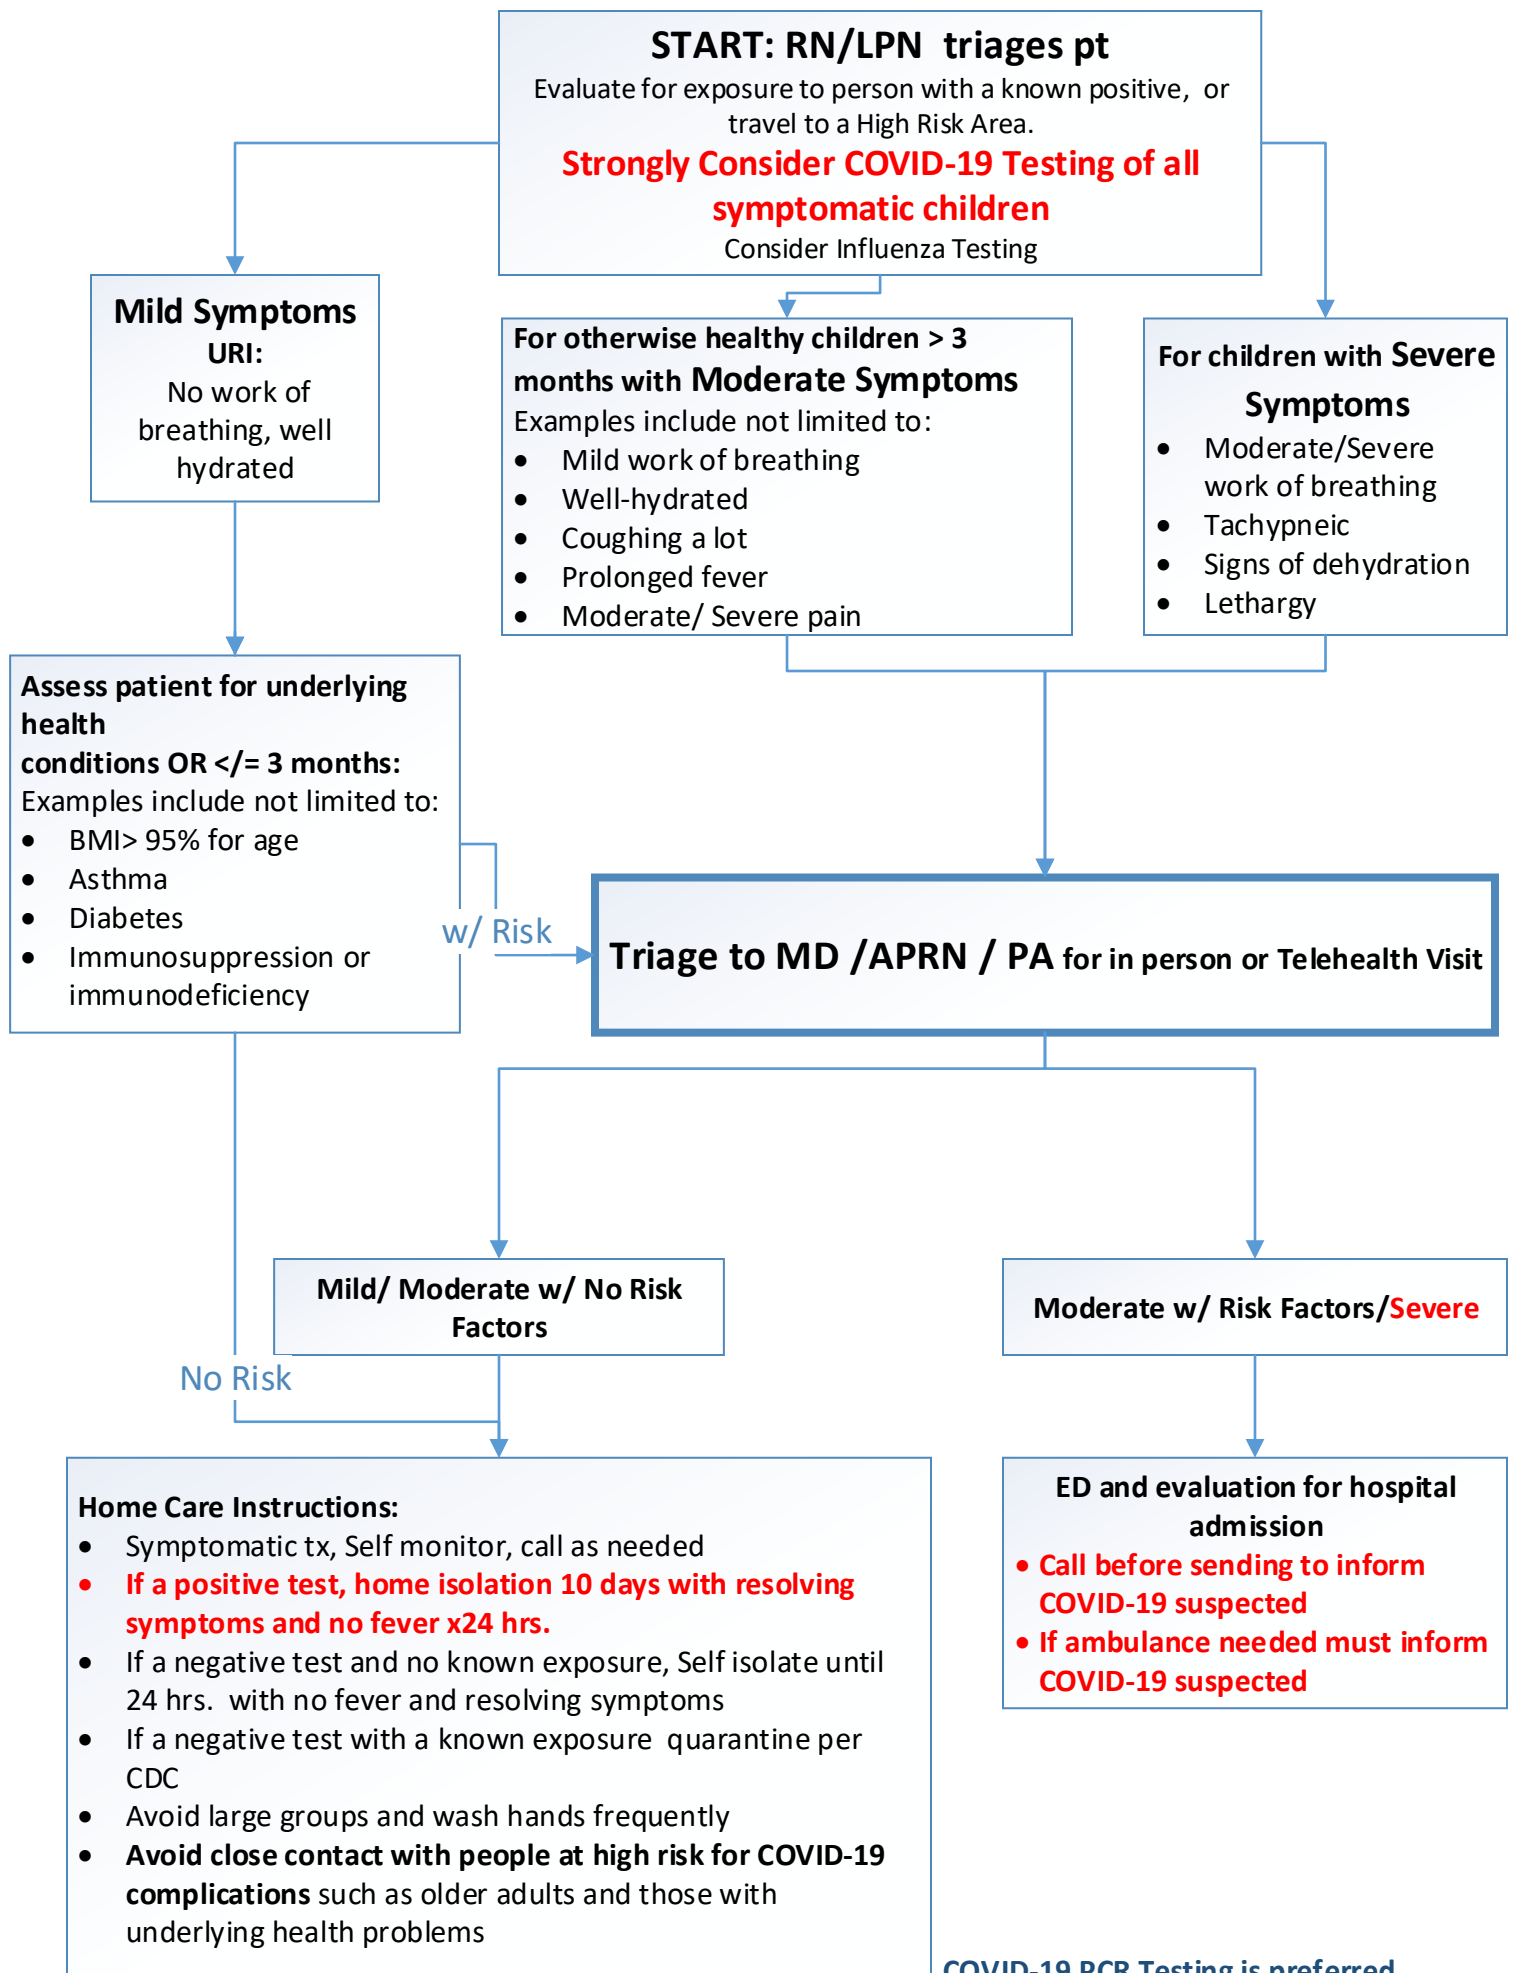 START: RN/LPN triages pt
Evaluate for exposure to person with a known positive, or
travel to a High Risk Area.
Strongly Consider COVID-19 Testing of all
symptomatic children
Consider Influenza Testing
Mild Symptoms
URI:
No work of
breathing, well
hydrated
For otherwise healthy children > 3
months with Moderate Symptoms
Examples include not limited to:
• Mild work of breathing
• Well-hydrated
• Coughing a lot
• Prolonged fever
• Moderate/ Severe pain
For children with Severe
Symptoms
• Moderate/Severe
work of breathing
• Tachypneic
• Signs of dehydration
• Lethargy
Assess patient for underlying
health
conditions OR </= 3 months:
Examples include not limited to:
• BMI> 95% for age
• Asthma
• Diabetes
• Immunosuppression or
immunodeficiency
w/ Risk
Triage to MD /APRN / PA for in person or Telehealth Visit
Mild/ Moderate w/ No Risk
Factors
Moderate w/ Risk Factors/Severe
No Risk
Home Care Instructions:
• Symptomatic tx, Self monitor, call as needed
• If a positive test, home isolation 10 days with resolving
symptoms and no fever x24 hrs.
• If a negative test and no known exposure, Self isolate until
24 hrs. with no fever and resolving symptoms
• If a negative test with a known exposure quarantine per
CDC
• Avoid large groups and wash hands frequently
• Avoid close contact with people at high risk for COVID-19
complications such as older adults and those with
underlying health problems
ED and evaluation for hospital
admission
• Call before sending to inform
COVID-19 suspected
• If ambulance needed must inform
COVID-19 suspected
COVID-19 PCR Testing is preferred